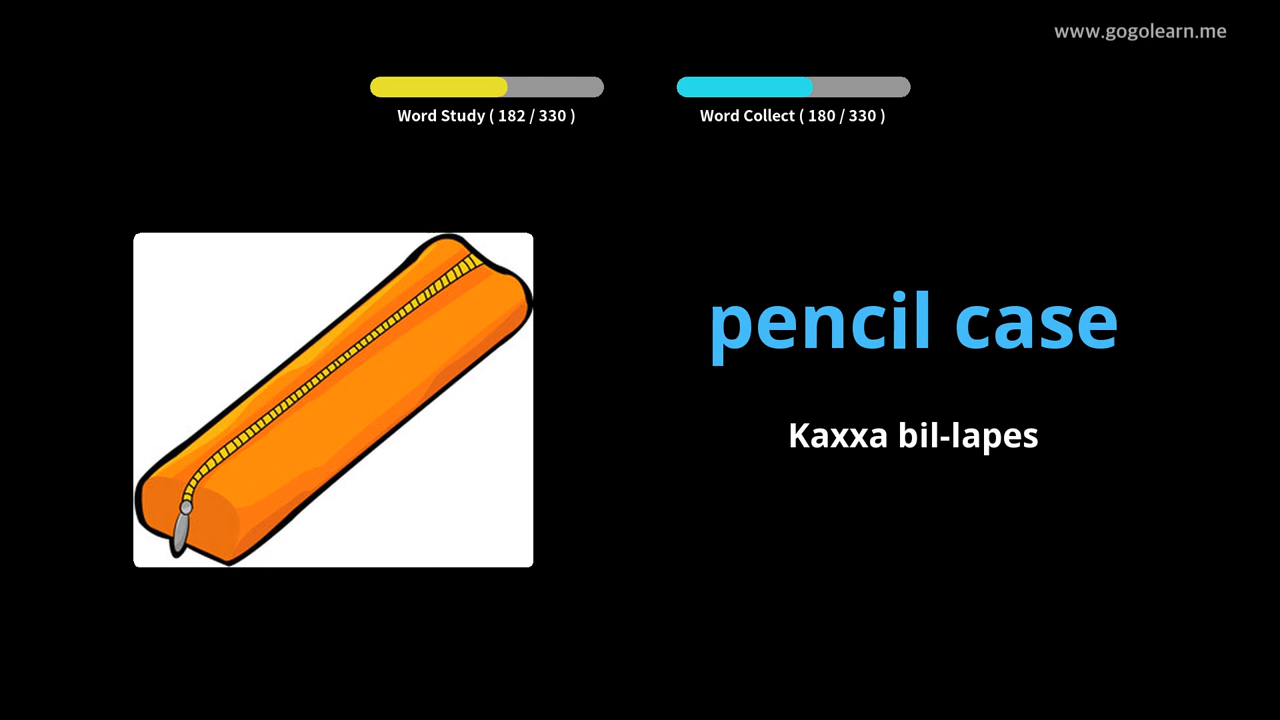 www.gogolearn.me
Word Study ( 182 / 330 )
Word Collect ( 180 / 330 )
pencil case
Kaxxa bil-lapes